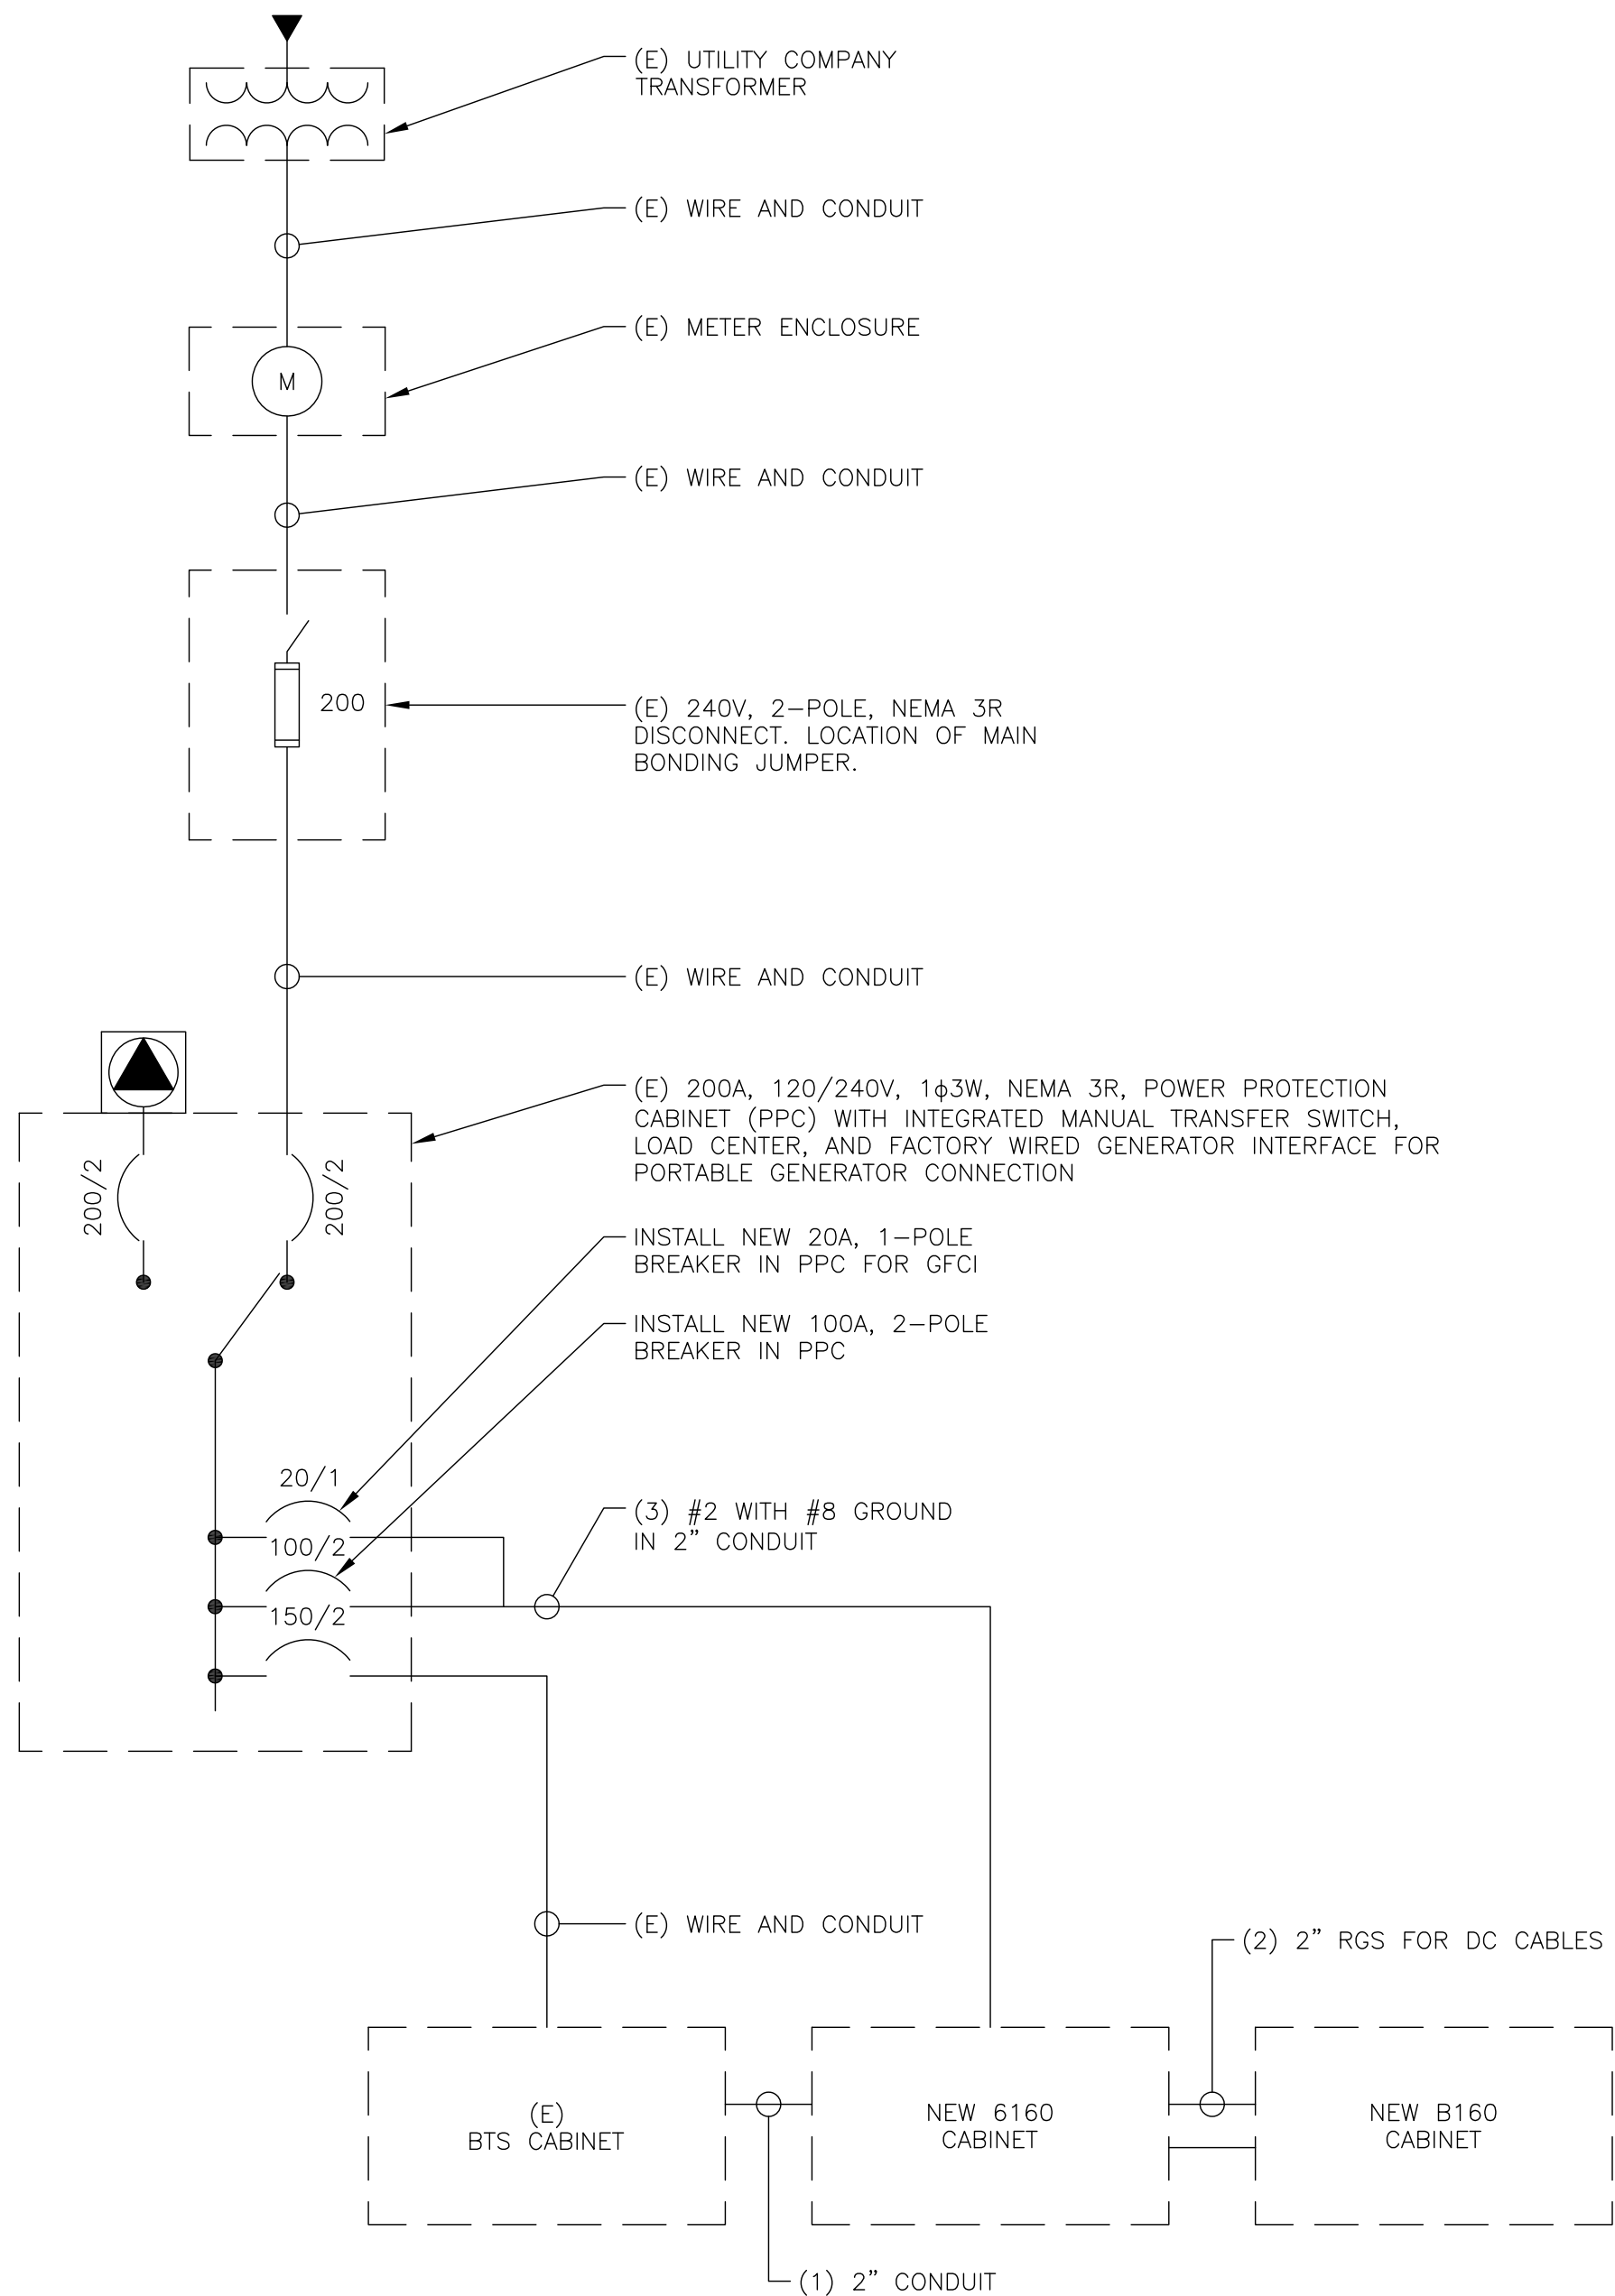 (E) UTILITY COMPANY
TRANSFORMER
(E) WIRE AND CONDUIT
(E) METER ENCLOSURE
M
(E) WIRE AND CONDUIT
200
(E) 240V, 2-POLE, NEMA 3R
DISCONNECT. LOCATION OF MAIN
BONDING JUMPER.
(E) WIRE AND CONDUIT
(E) 200A, 120/240V, 1ϕ3W, NEMA 3R, POWER PROTECTION
CABINET (PPC) WITH INTEGRATED MANUAL TRANSFER SWITCH,
LOAD CENTER, AND FACTORY WIRED GENERATOR INTERFACE FOR
PORTABLE GENERATOR CONNECTION
200/2
200/2
INSTALL NEW 20A, 1-POLE
BREAKER IN PPC FOR GFCI
INSTALL NEW 100A, 2-POLE
BREAKER IN PPC
20/1
(3) #2 WITH #8 GROUND
IN 2" CONDUIT
100/2
150/2
(E) WIRE AND CONDUIT
(2) 2" RGS FOR DC CABLES
(E)
BTS CABINET
NEW 6160
CABINET
NEW B160
CABINET
(1) 2" CONDUIT